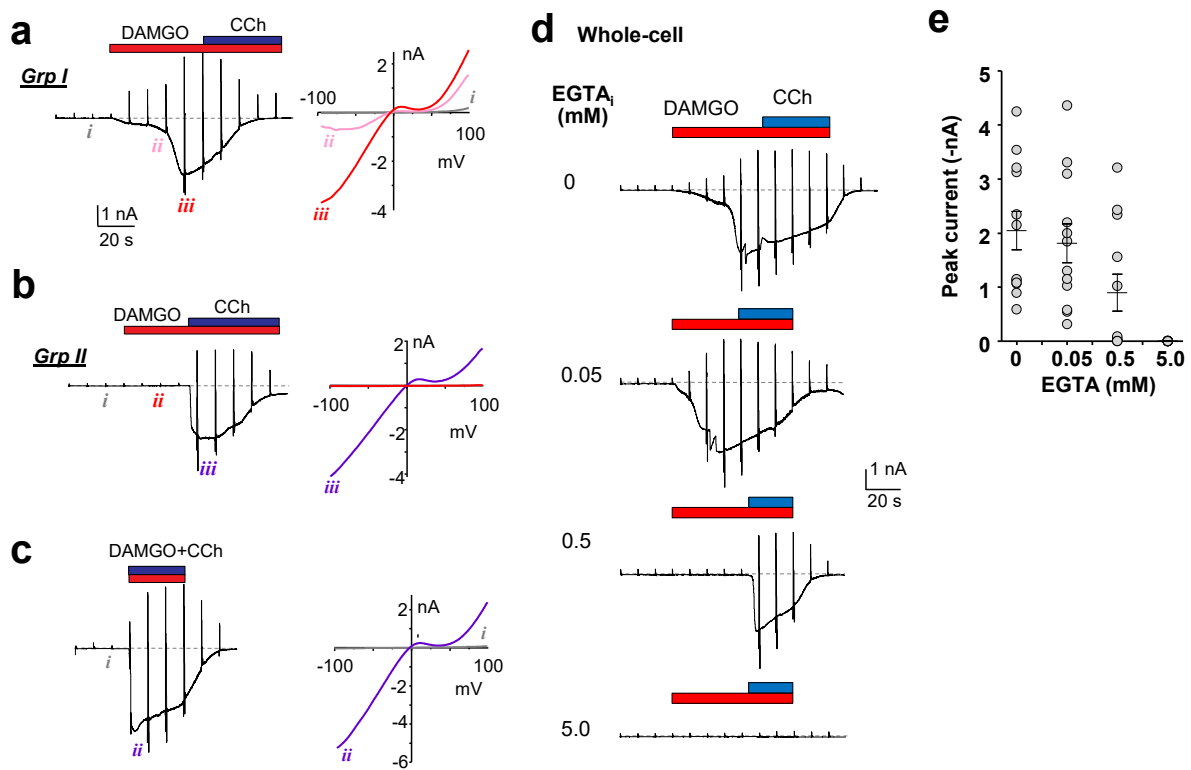 a
DAMGO
CCh
Grp I
i
ii
iii
1 nA
20 s
nA
2
-100
i
ii
100
mV
-2
iii
-4
b
DAMGO
CCh
Grp II
i
ii
iii
nA
2
-100
100
mV
-2
iii
-4
c
DAMGO+CCh
i
ii
2
nA
i
-100
100
-2
mV
-4
ii
-6
d
Whole-cell
EGTAi
(mM)
DAMGO
CCh
0
0.05
1 nA
20 s
0.5
5.0
e
Peak current (-nA)
5
4
3
2
1
0
0
0.05
0.5
5.0
EGTA (mM)